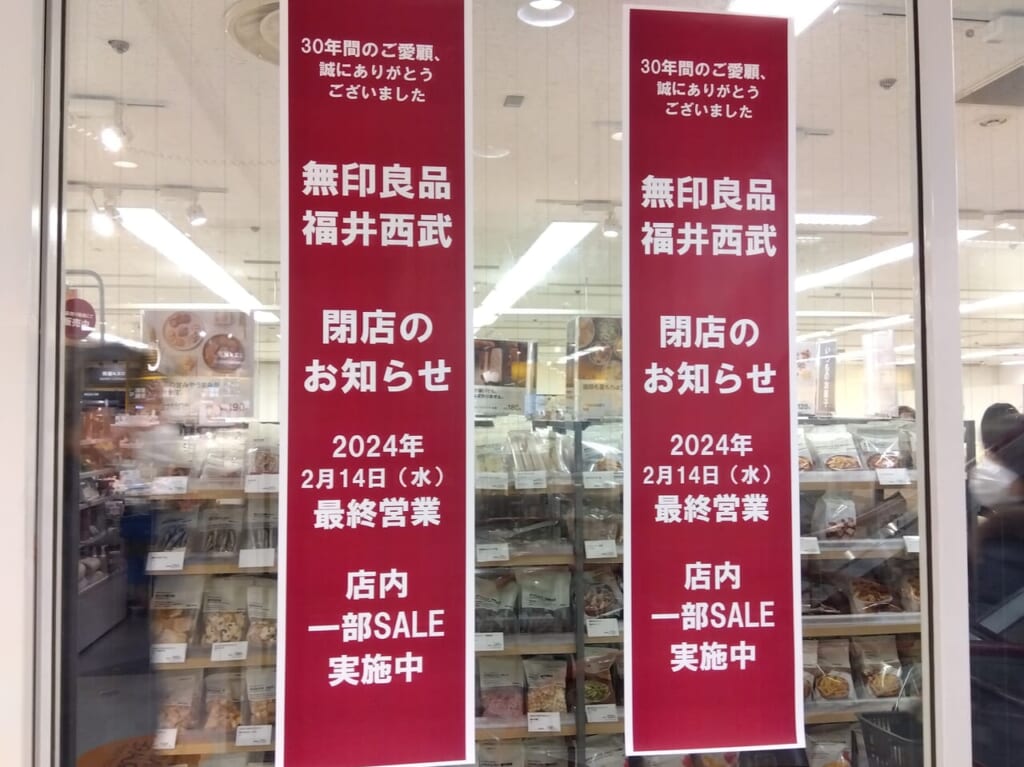 30年間のご愛顧、
誠にありがとう
ございました
無印良品
福井西武
閉店の
お知らせ
2024年
2月14日（水）
最終営業
店内
一部SALE
実施中
30年間のご愛顧、
誠にありがとう
ございました
無印良品
福井西武
閉店の
お知らせ
2024年
2月14日（水）
最終営業
店内
一部SALE
実施中